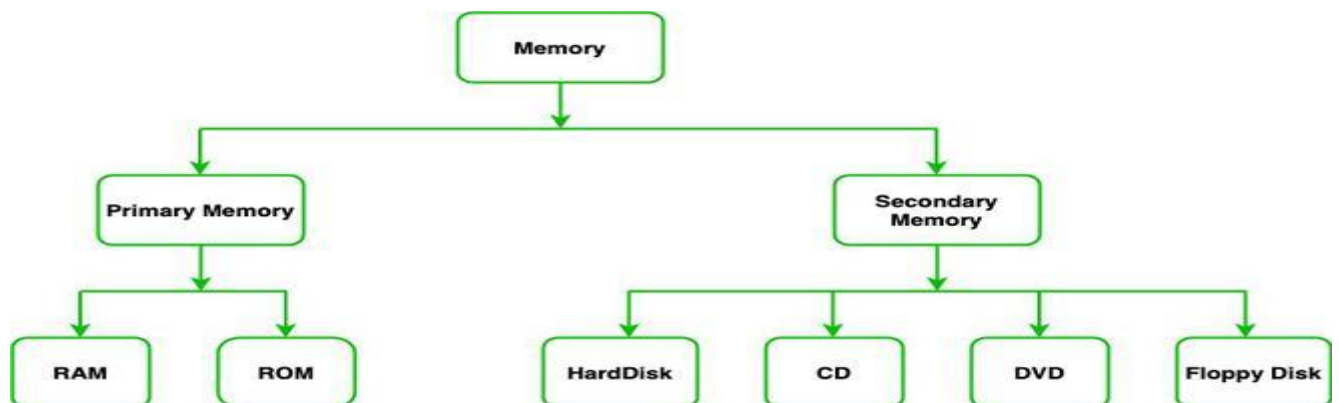 Memory
Primary Memory
Secondary
Memory
RAM
ROM
HardDisk
CD
DVD
Floppy Disk